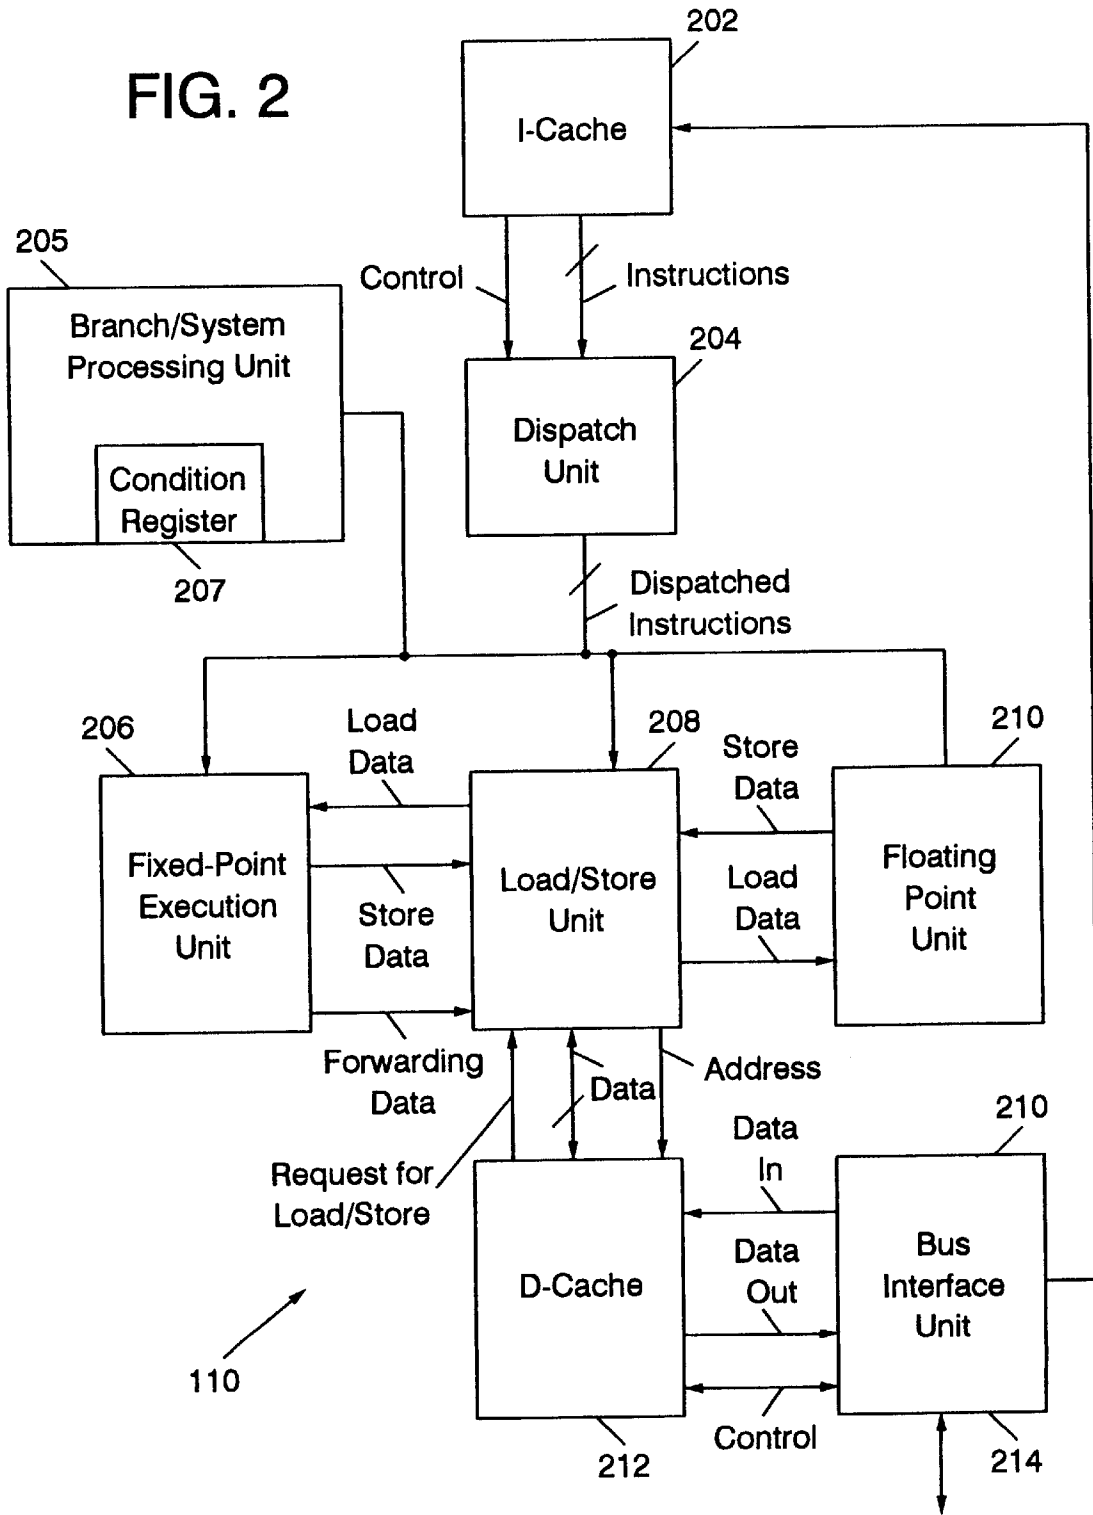 FIG. 2
202
I-Cache
Control
Instructions
205
Branch/System
Processing Unit
Condition
Register
207
204
Dispatch
Unit
Dispatched
Instructions
206
Fixed-Point
Execution
Unit
Load
Data
Store
Data
Forwarding
Data
208
Load/Store
Unit
Store
Data
Load
Data
210
Floating
Point
Unit
Request for
Load/Store
Data
Address
D-Cache
212
Data
In
Data
Out
Control
210
Bus
Interface
Unit
214
110